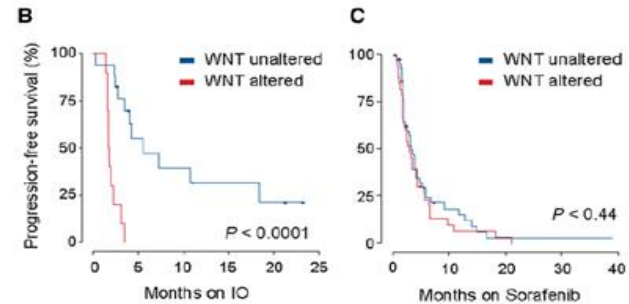 B
Progression-free survival (%)
100
75
50
25
0
WNT unaltered
WNT altered
P < 0.0001
0 5 10 15 20 25
Months on IO
C
100
75
50
25
0
WNT unaltered
WNT altered
P < 0.44
0 10 20 30 40
Months on Sorafenib